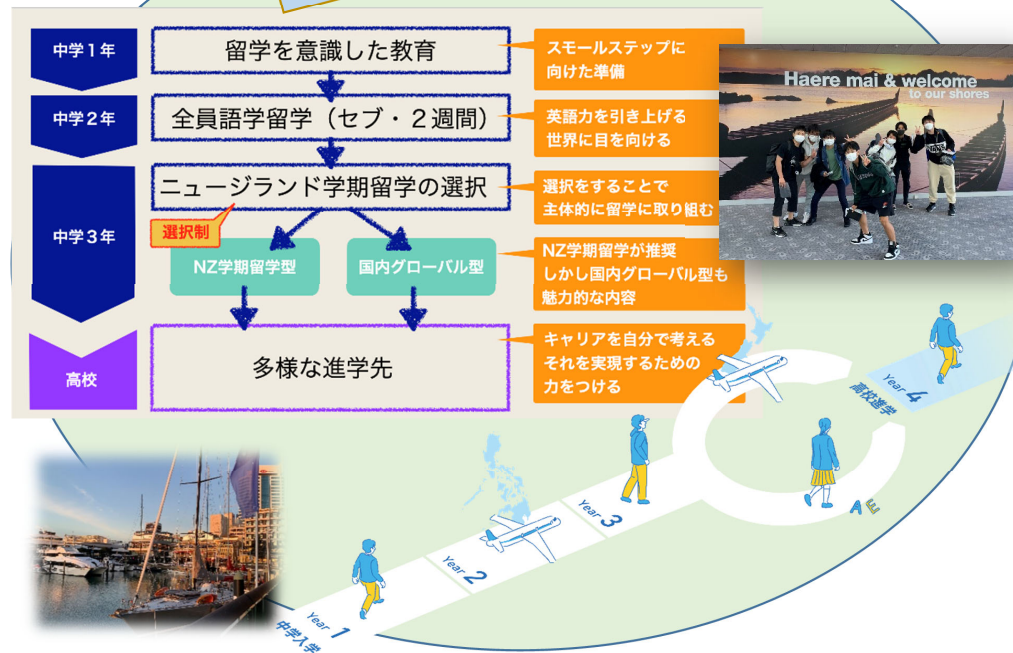 中学1年
留学を意識した教育
スモールステップに
向けた準備
中学2年
全員語学留学（セブ・２週間）
英語力を引き上げる
世界に目を向ける
中学3年
ニュージランド学期留学の選択
選択をすることで
主体的に留学に取り組む
選択制
NZ学期留学型
国内グローバル型
NZ学期留学が推奨
しかし国内グローバル型も
魅力的な内容
高校
多様な進学先
キャリアを自分で考える
それを実現するための
力をつける
Haere mai & welcome
to our shores
Year 4
高校進学
Year 3
Year 2
Year 1
中学入学